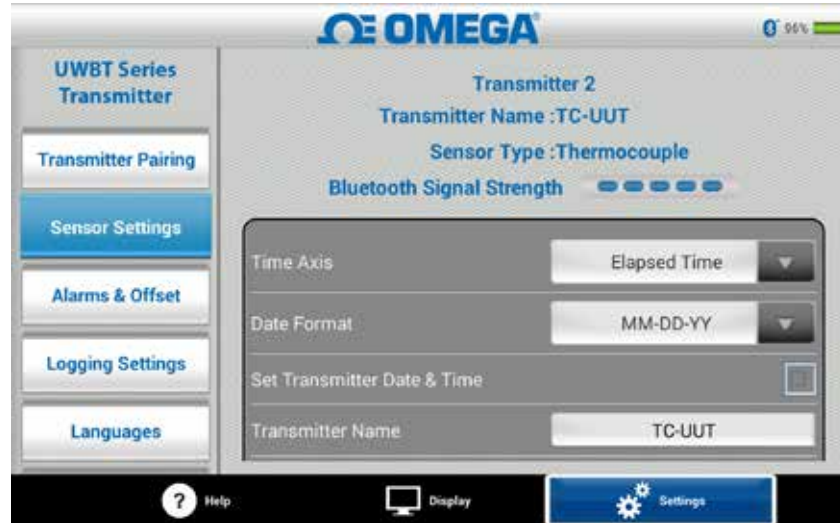 OMEGA
96%
UWBT Series
Transmitter
Transmitter Pairing
Sensor Settings
Alarms & Offset
Logging Settings
Languages
Transmitter 2
Transmitter Name :TC-UUT
Sensor Type :Thermocouple
Bluetooth Signal Strength
Time Axis Elapsed Time
Date Format MM-DD-YY
Set Transmitter Date & Time
Transmitter Name TC-UUT
? Help Display Settings